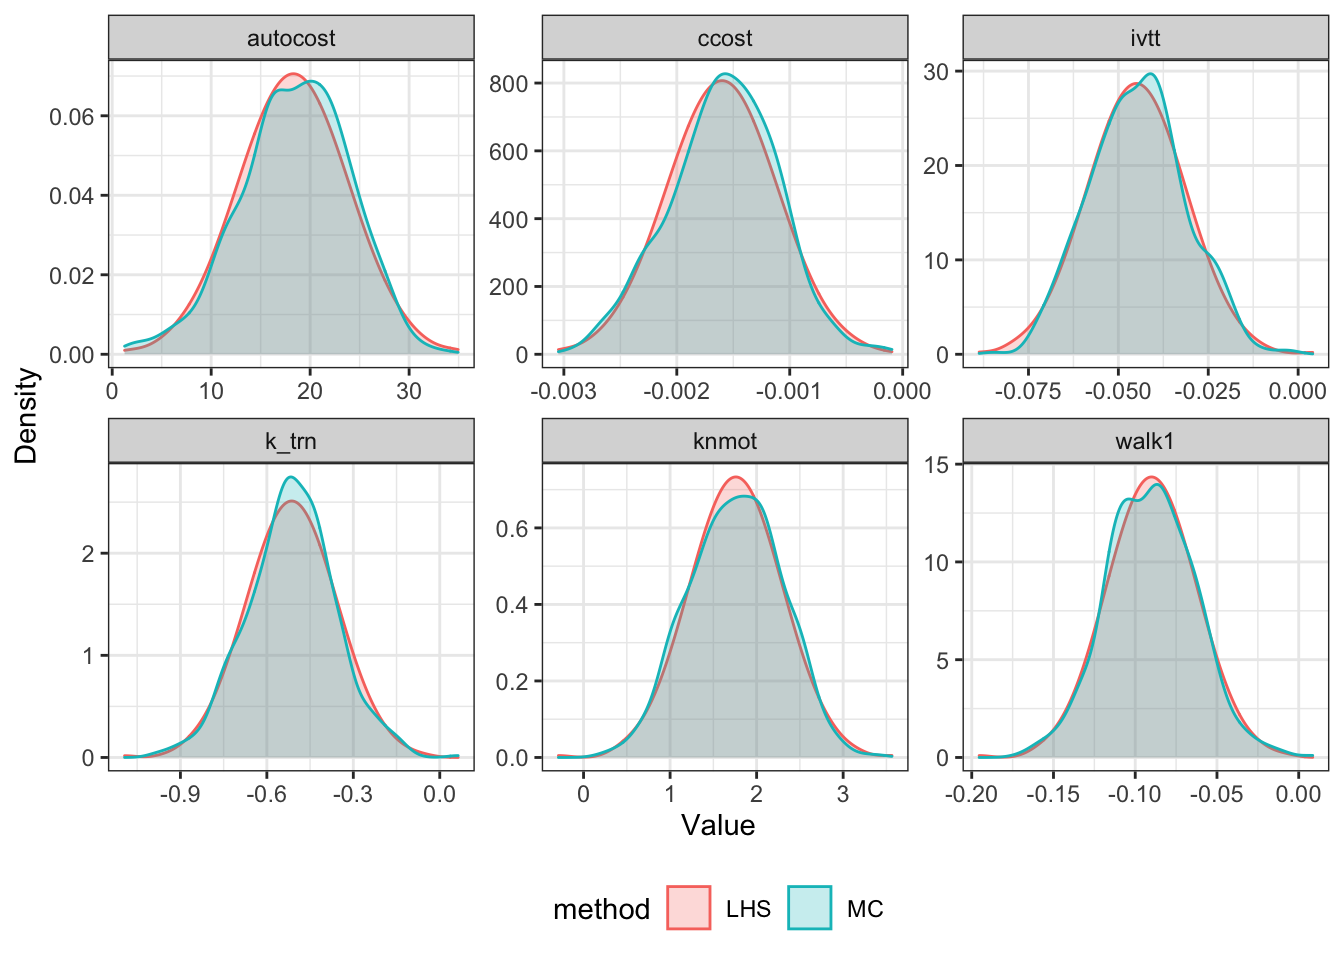 autocost ccost ivtt
0.06
0.04
0.02
0.00
0 10 20 30
800
600
400
200
0
-0.003 -0.002 -0.001 0.000
30
20
10
0
-0.075 -0.050 -0.025 0.000
Density
k_trn knmot walk1
2
1
0
-0.9 -0.6 -0.3 0.0
0.6
0.4
0.2
0.0
0 1 2 3
15
10
5
0
-0.20 -0.15 -0.10 -0.05 0.00
Value
method LHS MC